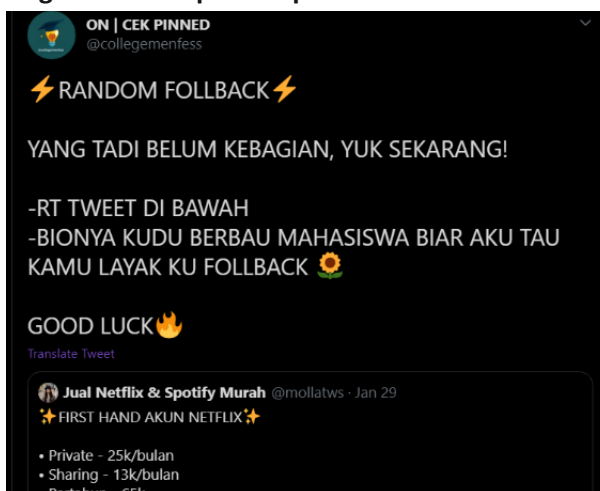 ON | CEK PINNED
@collegemenfess
⚡RANDOM FOLLBACK⚡
YANG TADI BELUM KEBAGIAN, YUK SEKARANG!
-RT TWEET DI BAWAH
-BIONYA KUDU BERBAU MAHASISWA BIAR AKU TAU
KAMU LAYAK KU FOLLBACK 🌻
GOOD LUCK🔥
Translate Tweet
Jual Netflix & Spotify Murah @mollatws · Jan 29
✨FIRST HAND AKUN NETFLIX✨
• Private - 25k/bulan
• Sharing - 13k/bulan